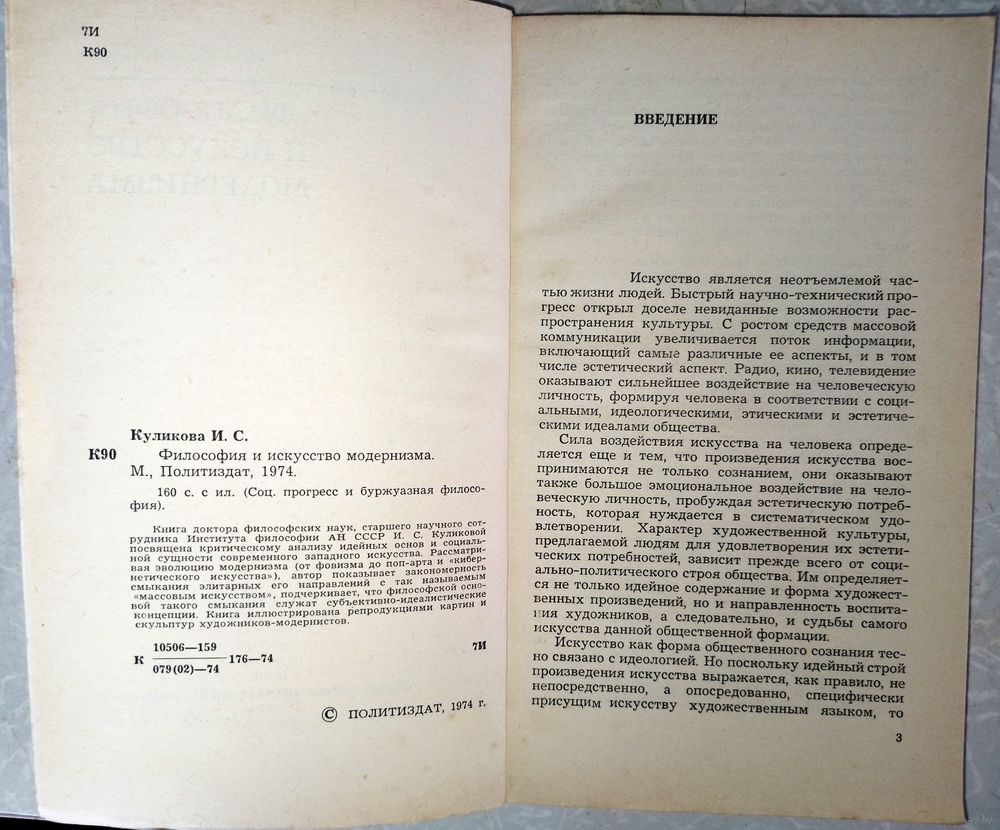 7И
К90
Куликова И. С.
К90 Философия и искусство модернизма.
М., Политиздат, 1974.
160 с. с ил. (Соц. прогресс и буржуазная филосо-
фия).
Книга доктора философских наук, старшего научного сот-
рудника Института философии АН СССР И. С. Куликовой
посвящена критическому анализу идейных основ и социаль-
ной сущности современного западного искусства. Рассматри-
вая эволюцию модернизма (от фовизма до поп-арта и «кибер-
нетического искусства»), автор показывает закономерность
смыкания элитарных его направлений с так называемым
«массовым искусством», подчеркивает, что философской осно-
вой такого смыкания служат субъективно-идеалистические
концепции. Книга иллюстрирована репродукциями картин и
скульптур художников-модернистов.
10506—159
К 176—74 7И
079(02)—74
© ПОЛИТИЗДАТ, 1974 г.
ВВЕДЕНИЕ
Искусство является неотъемлемой час-
тью жизни людей. Быстрый научно-технический про-
гресс открыл доселе невиданные возможности рас-
пространения культуры. С ростом средств массовой
коммуникации увеличивается поток информации,
включающий самые различные ее аспекты, и в том
числе эстетический аспект. Радио, кино, телевидение
оказывают сильнейшее воздействие на человеческую
личность, формируя человека в соответствии с соци-
альными, идеологическими, этическими и эстетиче-
скими идеалами общества.
Сила воздействия искусства на человека опреде-
ляется еще и тем, что произведения искусства вос-
принимаются не только сознанием, они оказывают
также большое эмоциональное воздействие на чело-
веческую личность, пробуждая эстетическую потреб-
ность, которая нуждается в систематическом удо-
влетворении. Характер художественной культуры,
предлагаемой людям для удовлетворения их эстети-
ческих потребностей, зависит прежде всего от соци-
ально-политического строя общества. Им определяет-
ся не только идейное содержание и форма художест-
венных произведений, но и направленность воспита-
ния художников, а следовательно, и судьбы самого
искусства данной общественной формации.
Искусство как форма общественного сознания тес-
но связано с идеологией. Но поскольку идейный строй
произведения искусства выражается, как правило, не
непосредственно, а опосредованно, специфически
присущим искусству художественным языком, то
3